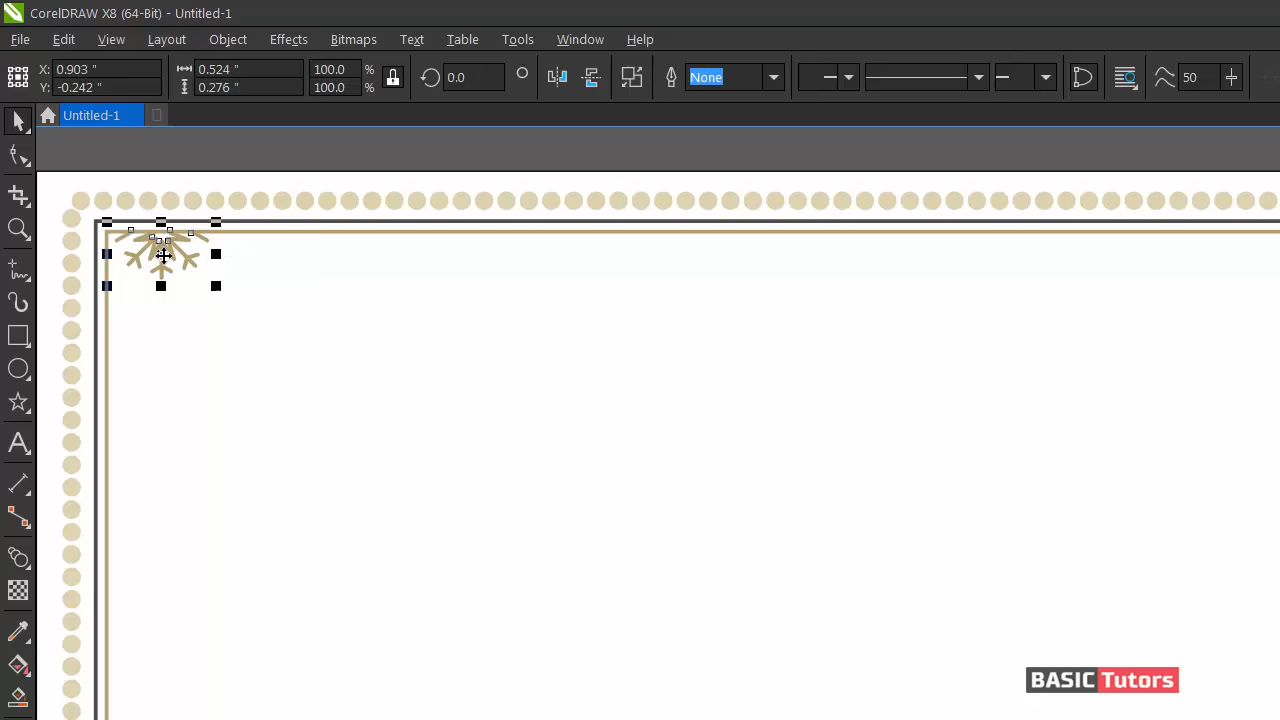 CorelDRAW X8 (64-Bit) - Untitled-1
File Edit View Layout Object Effects Bitmaps Text Table Tools Window Help
X: 0.903 " 0.524 " 100.0 % 0.0 None 50
Y: -0.242 " 0.276 " 100.0 %
Untitled-1
BASIC Tutors